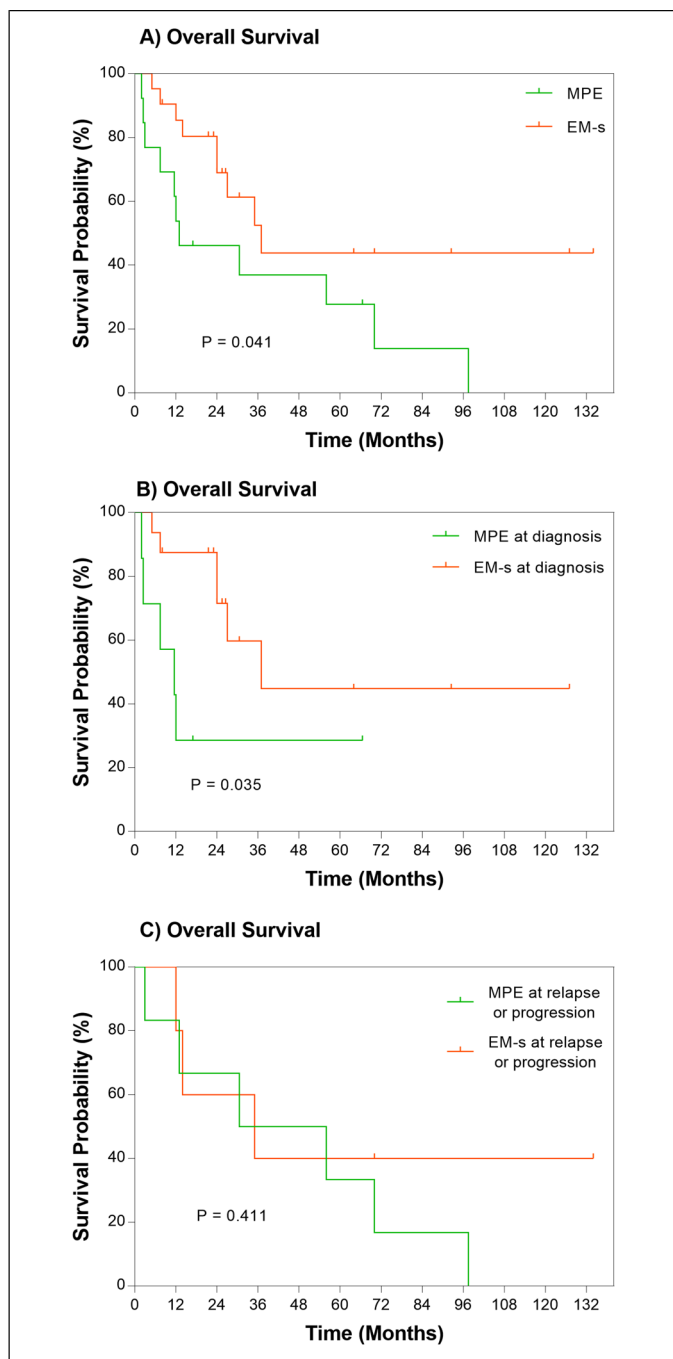 A) Overall Survival
Survival Probability (%)
100
80
60
40
20
0
MPE
EM-s
P = 0.041
0 12 24 36 48 60 72 84 96 108 120 132
Time (Months)
B) Overall Survival
Survival Probability (%)
100
80
60
40
20
0
MPE at diagnosis
EM-s at diagnosis
P = 0.035
0 12 24 36 48 60 72 84 96 108 120 132
Time (Months)
C) Overall Survival
Survival Probability (%)
100
80
60
40
20
0
MPE at relapse
or progression
EM-s at relapse
or progression
P = 0.411
0 12 24 36 48 60 72 84 96 108 120 132
Time (Months)